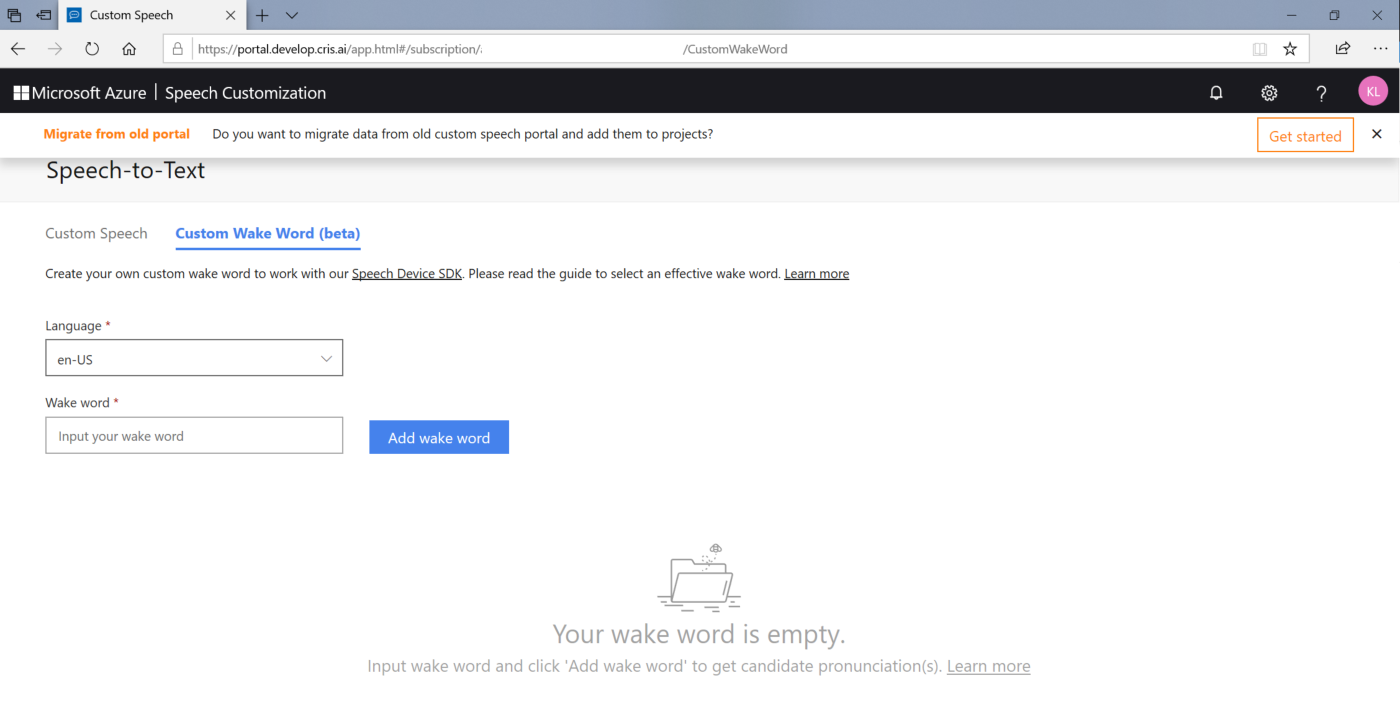 Custom Speech
https://portal.develop.cris.ai/app.html#/subscription/ /CustomWakeWord
Microsoft Azure | Speech Customization
KL
Migrate from old portal Do you want to migrate data from old custom speech portal and add them to projects? Get started
Speech-to-Text
Custom Speech Custom Wake Word (beta)
Create your own custom wake word to work with our Speech Device SDK. Please read the guide to select an effective wake word. Learn more
Language *
en-US
Wake word *
Input your wake word Add wake word
Your wake word is empty.
Input wake word and click 'Add wake word' to get candidate pronunciation(s). Learn more